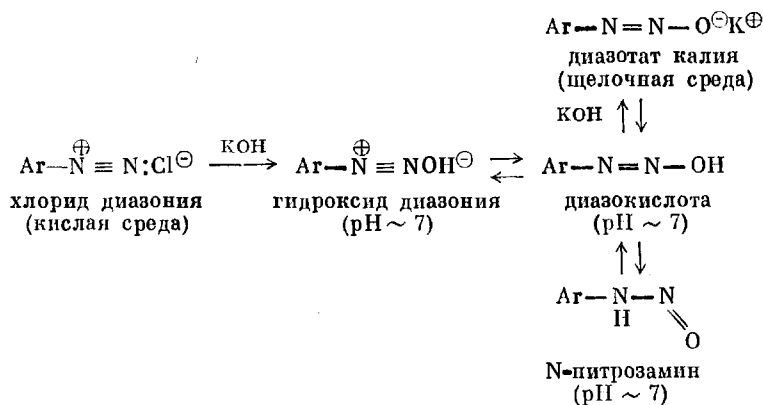 Ar—N=N—O⊖K⊕
диазотат калия
(щелочная среда)
KOH ↑↓
Ar—N⊕≡N:Cl⊖ —KOH→ Ar—N⊕≡NOH⊖ ⇄ Ar—N=N—OH
хлорид диазония гидроксид диазония диазокислота
(кислая среда) (pH ~ 7) (pH ~ 7)
↑↓
Ar—N—N
H O
N-питрозамин
(pH ~ 7)